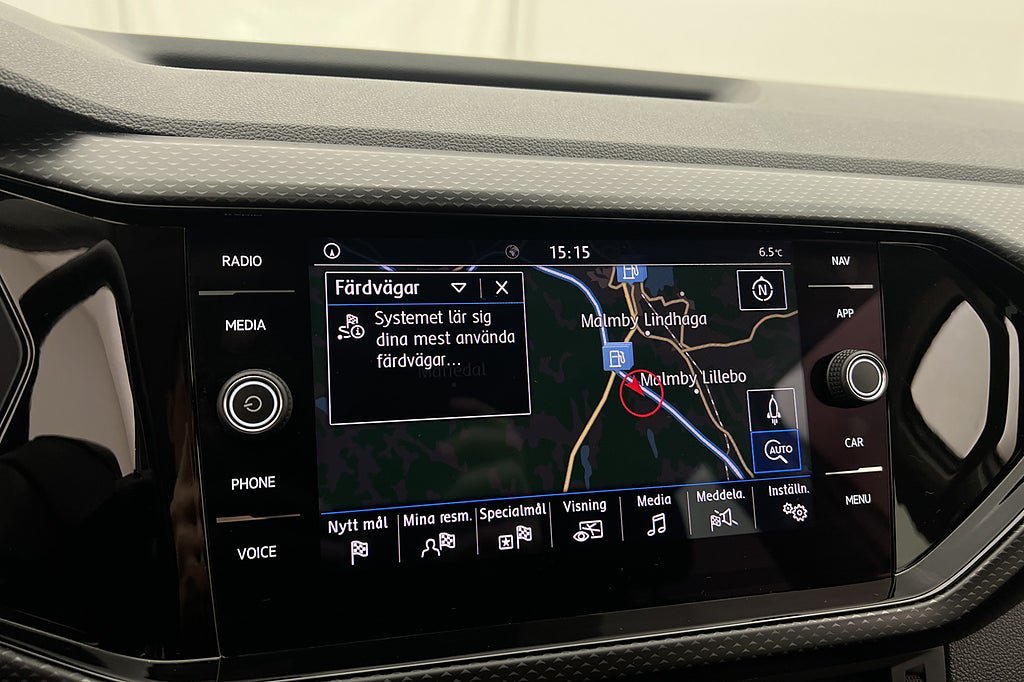 RADIO
MEDIA
PHONE
VOICE
15:15
6.5°C
Färdvägar
Systemet lär sig
dina mest använda
färdvägar...
Malmby Lindhaga
Malmby Lillebo
N
AUTO
Nytt mål
Mina resm.
Specialmål
Visning
Media
Meddela.
Inställn.
NAV
APP
CAR
MENU